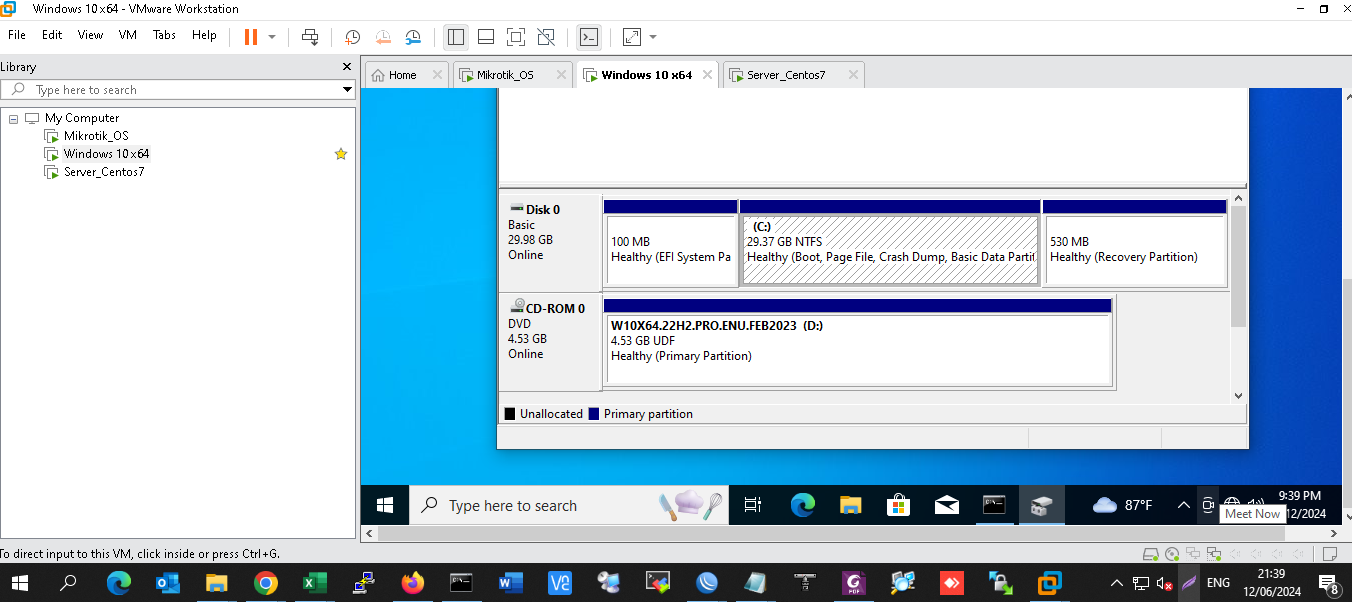 Windows 10 x64 - VMware Workstation
File Edit View VM Tabs Help
Library
Type here to search
My Computer
Mikrotik_OS
Windows 10 x64
Server_Centos7
Home
Mikrotik_OS
Windows 10 x64
Server_Centos7
Disk 0
Basic
29.98 GB
Online
100 MB
Healthy (EFI System Pa
(C:)
29.37 GB NTFS
Healthy (Boot, Page File, Crash Dump, Basic Data Parti
530 MB
Healthy (Recovery Partition)
CD-ROM 0
DVD
4.53 GB
Online
W10X64.22H2.PRO.ENU.FEB2023 (D:)
4.53 GB UDF
Healthy (Primary Partition)
Unallocated Primary partition
Type here to search
87°F
9:39 PM
12/2024
Meet Now
To direct input to this VM, click inside or press Ctrl+G.
ENG
21:39
12/06/2024
8